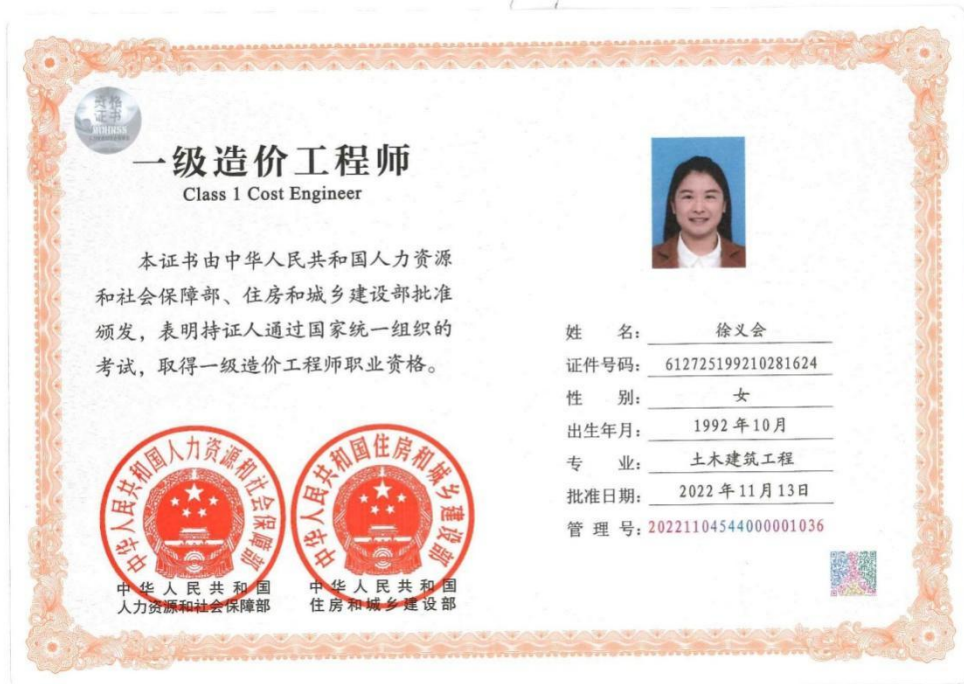 资格
证书
一级造价工程师
Class 1 Cost Engineer
本证书由中华人民共和国人力资源
和社会保障部、住房和城乡建设部批准
颁发，表明持证人通过国家统一组织的
考试，取得一级造价工程师职业资格。
中华人民共和国人力资源和社会保障部
中华人民共和国住房和城乡建设部
中华人民共和国
人力资源和社会保障部
中华人民共和国
住房和城乡建设部
姓 名：徐义会
证件号码：612725199210281624
性 别：女
出生年月：1992年10月
专 业：土木建筑工程
批准日期：2022年11月13日
管 理 号：20221104544000001036